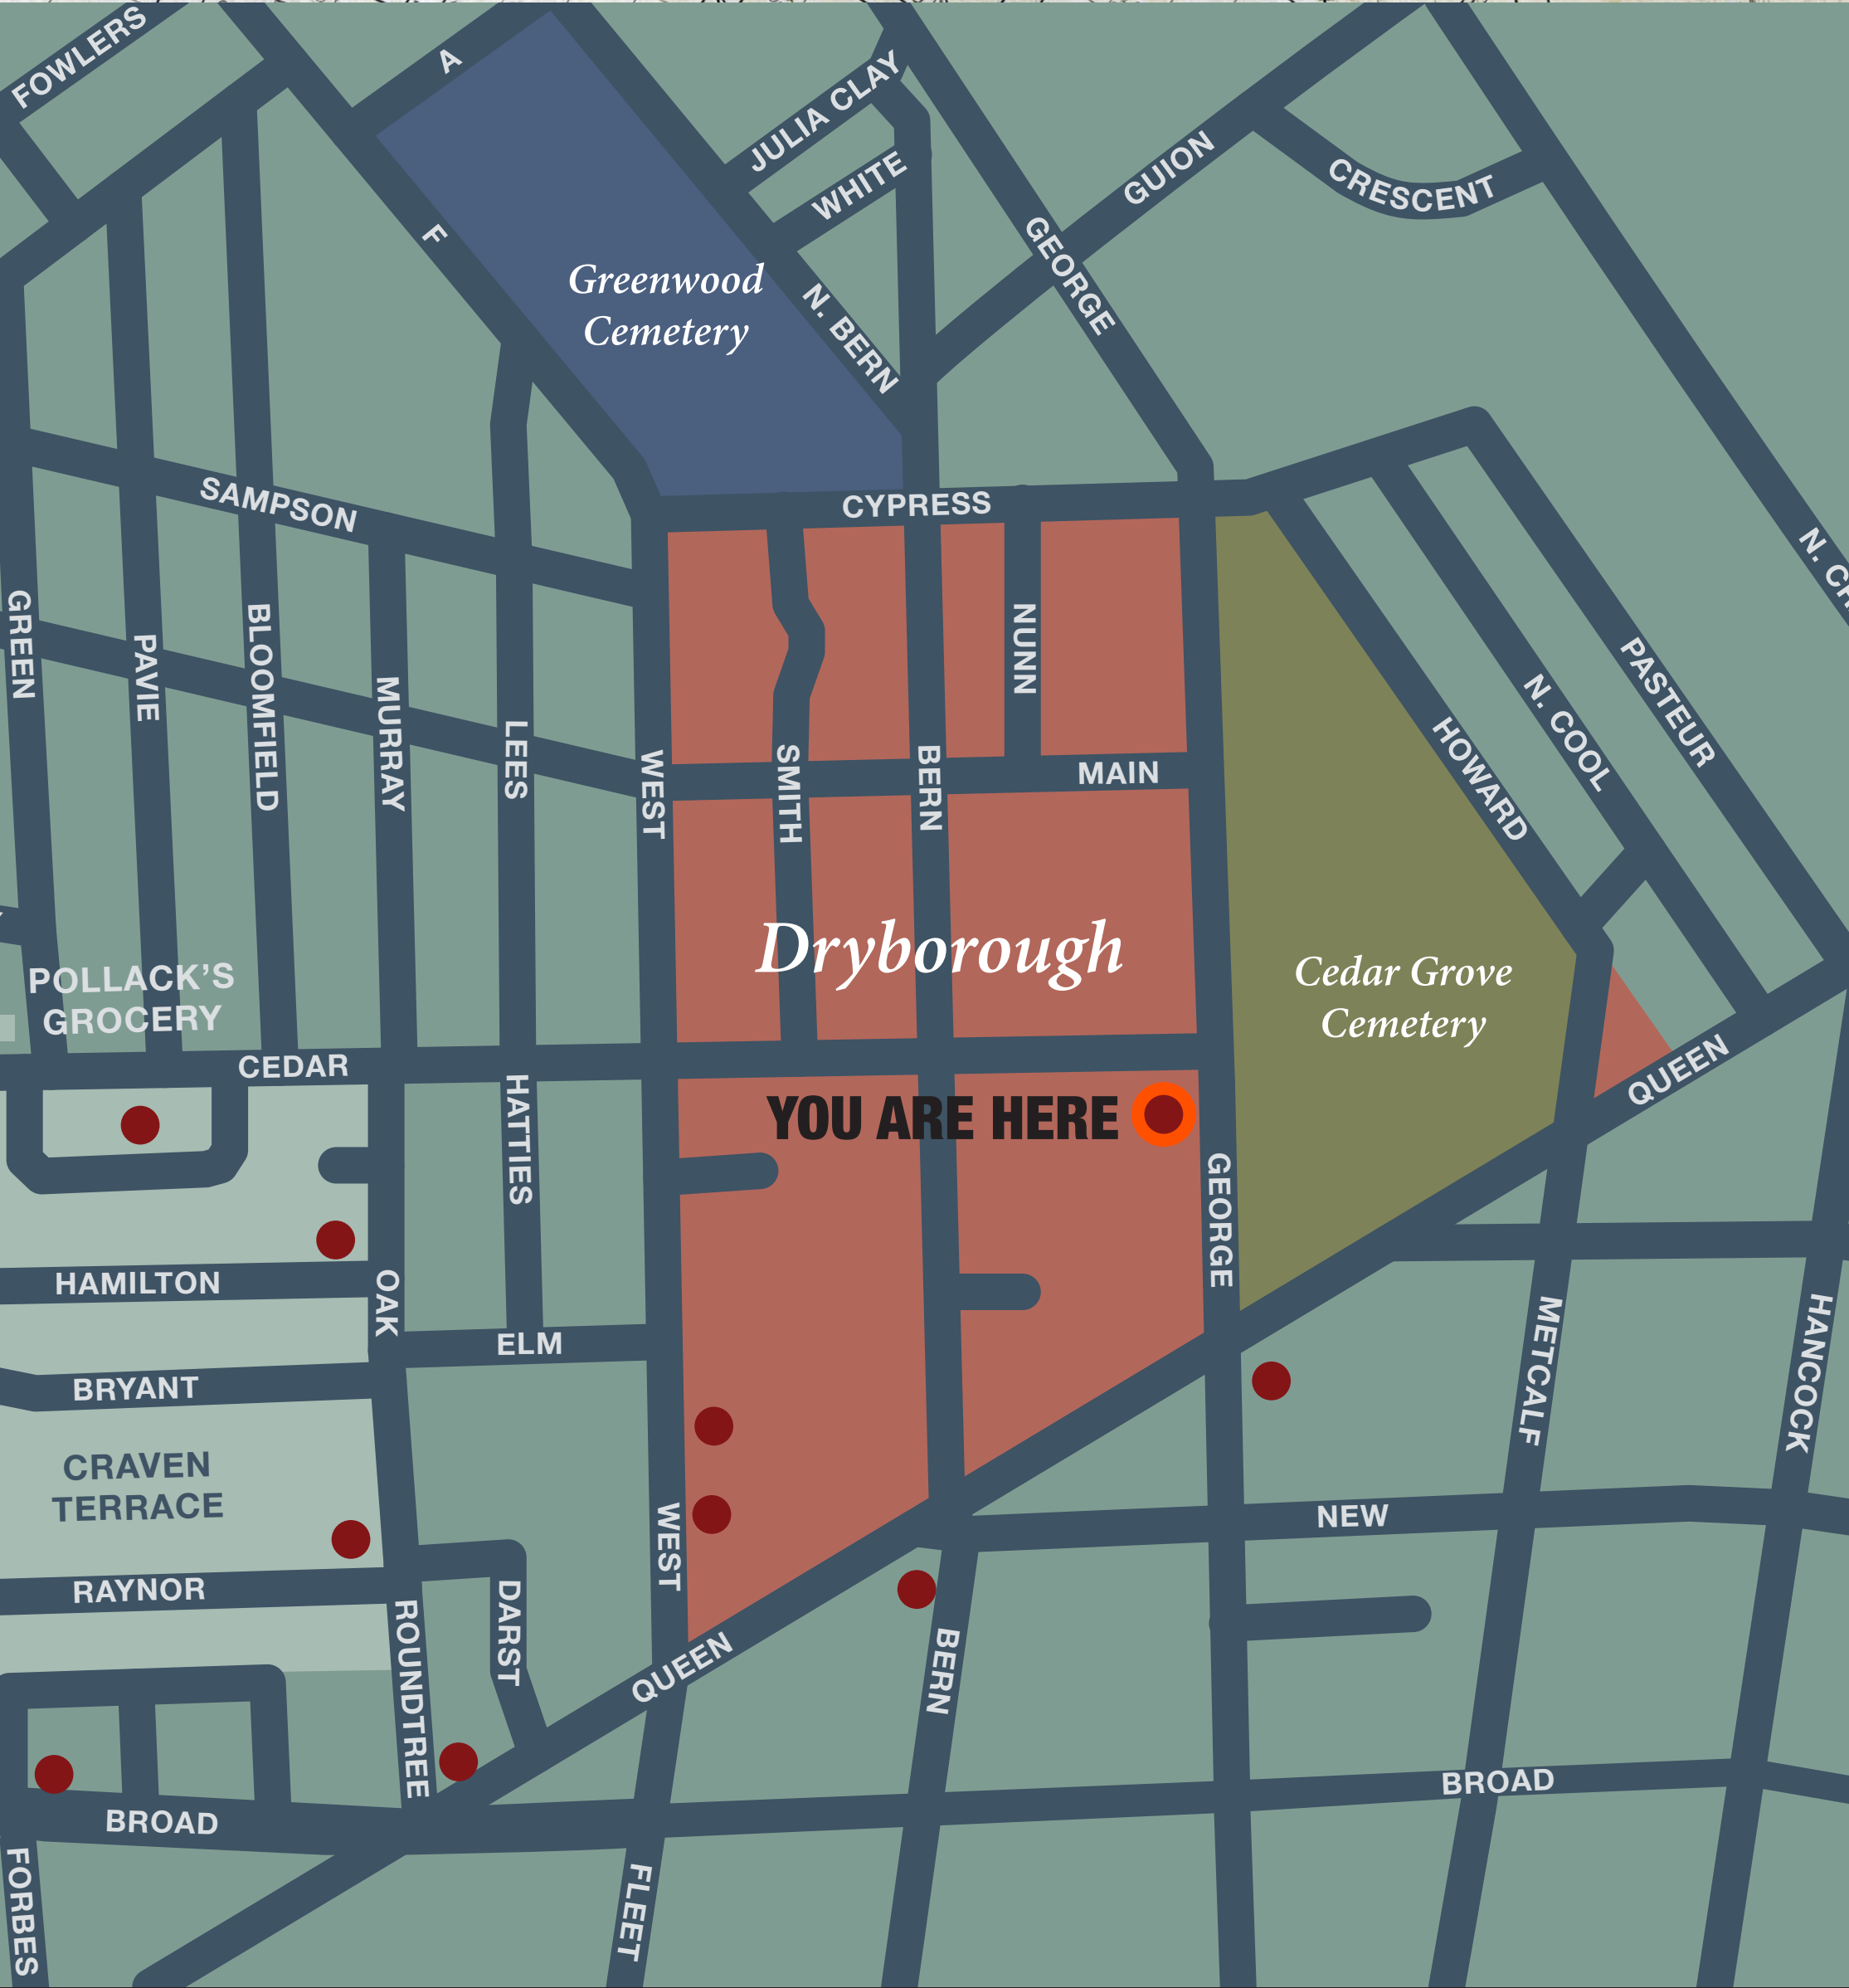 FOWLERS
A
JULIA CLAY
WHITE
GUION
CRESCENT
F
GEORGE
Greenwood
Cemetery
N. BERN
SAMPSON
CYPRESS
GREEN
PAVIE
BLOOMFIELD
MURRAY
LEES
WEST
SMITH
BERN
NUNN
MAIN
HOWARD
N. COOL
PASTEUR
Dryborough
Cedar Grove
Cemetery
POLLACK'S
GROCERY
CEDAR
QUEEN
YOU ARE HERE
HATTIES
GEORGE
HAMILTON
OAK
ELM
BRYANT
METCALF
HANCOCK
CRAVEN
TERRACE
WEST
NEW
RAYNOR
DARST
ROUNDTREE
QUEEN
BERN
BROAD
BROAD
FORBES
FLEET